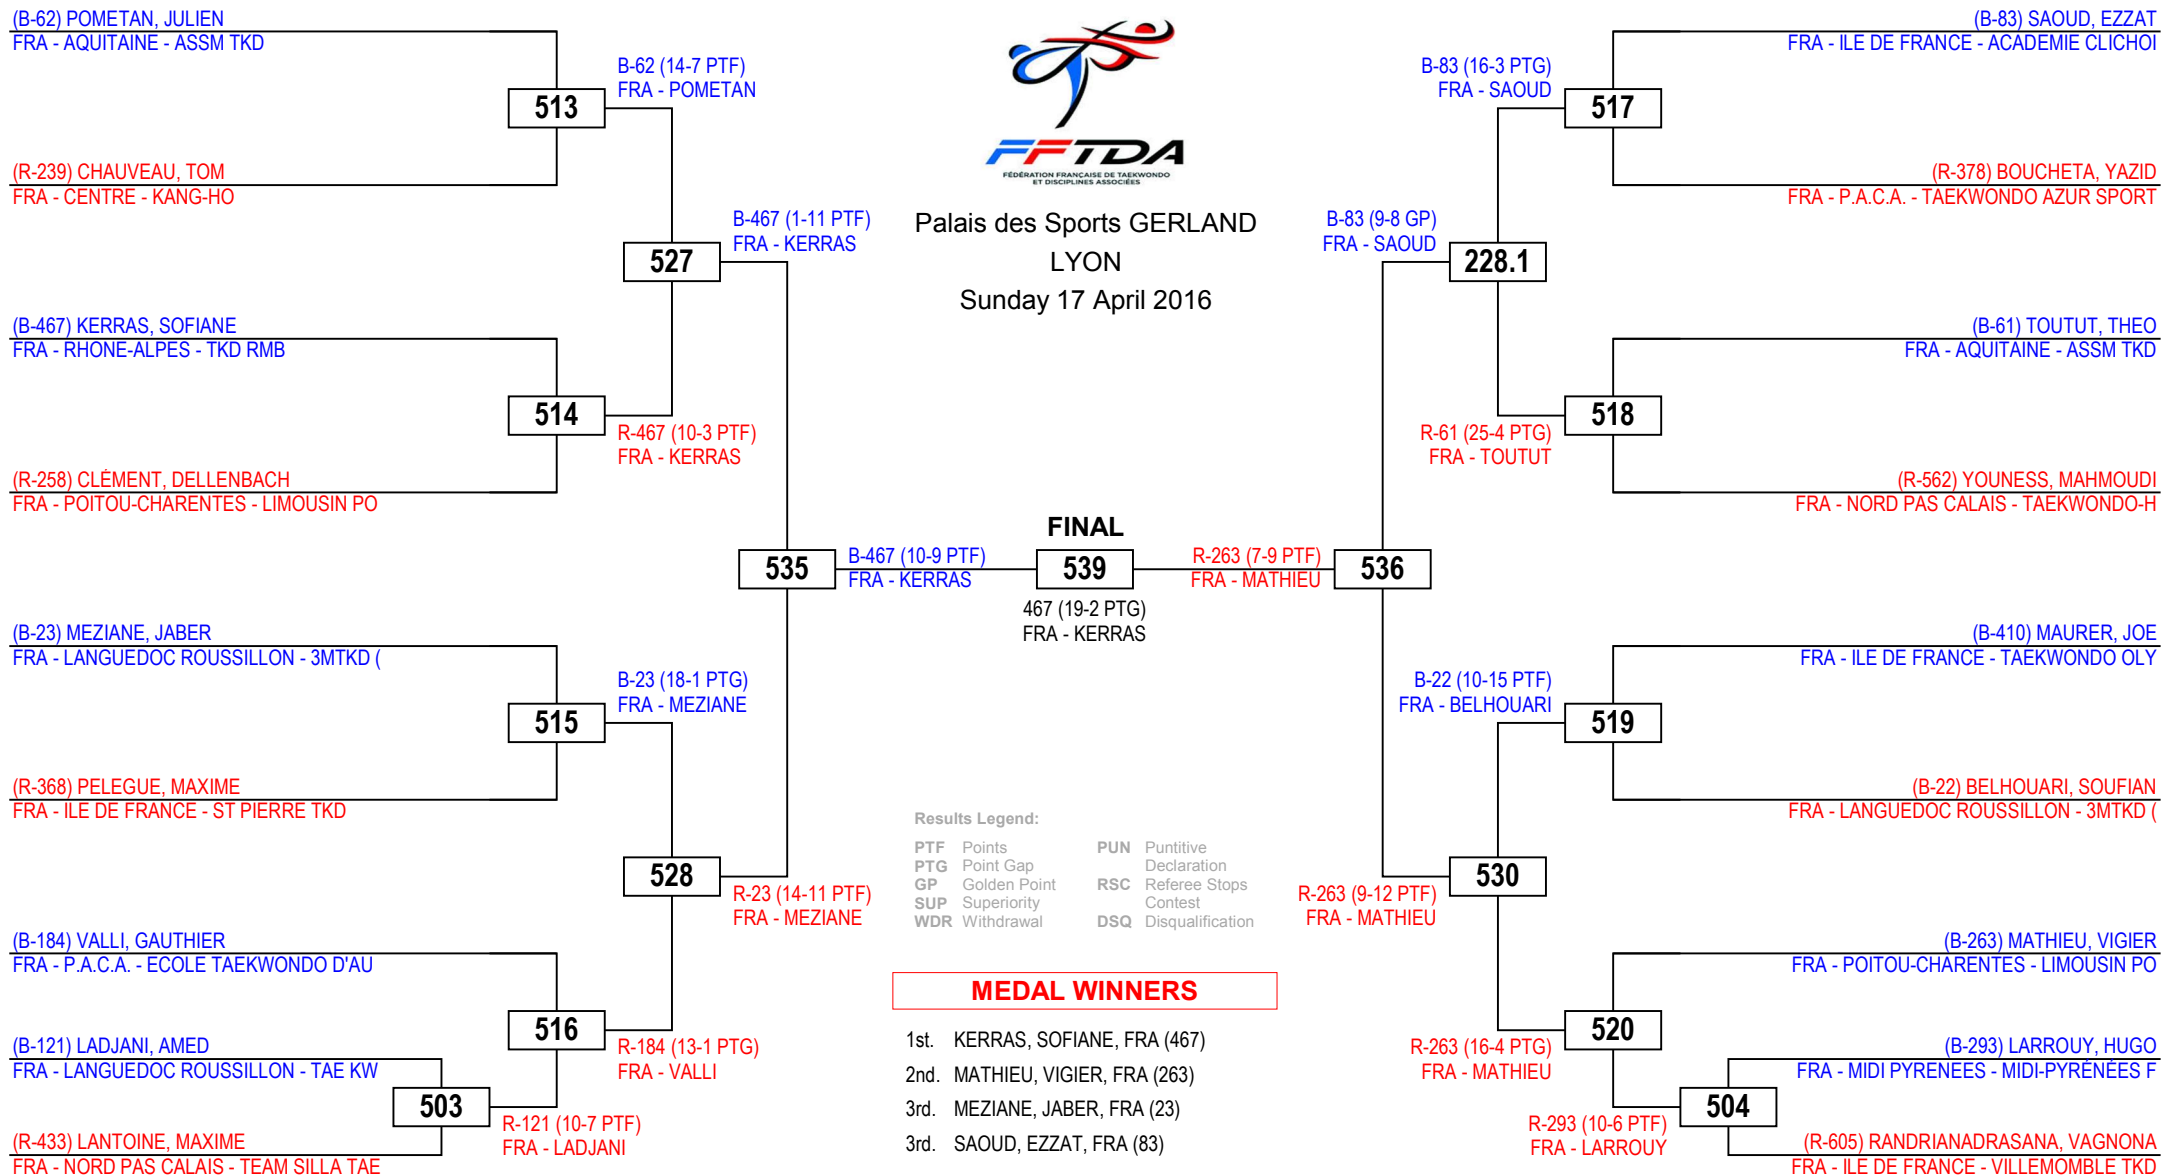 (B-62) POMETAN, JULIEN
FRA - AQUITAINE - ASSM TKD
B-62 (14-7 PTF)
FRA - POMETAN
513
(R-239) CHAUVEAU, TOM
FRA - CENTRE - KANG-HO
B-467 (1-11 PTF)
FRA - KERRAS
527
(B-467) KERRAS, SOFIANE
FRA - RHONE-ALPES - TKD RMB
514
R-467 (10-3 PTF)
FRA - KERRAS
(R-258) CLÉMENT, DELLENBACH
FRA - POITOU-CHARENTES - LIMOUSIN PO
535
B-467 (10-9 PTF)
FRA - KERRAS
(B-23) MEZIANE, JABER
FRA - LANGUEDOC ROUSSILLON - 3MTKD (
B-23 (18-1 PTG)
FRA - MEZIANE
515
(R-368) PELEGUE, MAXIME
FRA - ILE DE FRANCE - ST PIERRE TKD
528
R-23 (14-11 PTF)
FRA - MEZIANE
(B-184) VALLI, GAUTHIER
FRA - P.A.C.A. - ECOLE TAEKWONDO D'AU
516
R-184 (13-1 PTG)
FRA - VALLI
(B-121) LADJANI, AMED
FRA - LANGUEDOC ROUSSILLON - TAE KW
503
R-121 (10-7 PTF)
FRA - LADJANI
(R-433) LANTOINE, MAXIME
FRA - NORD PAS CALAIS - TEAM SILLA TAE
FFTDA
FÉDÉRATION FRANÇAISE DE TAEKWONDO
ET DISCIPLINES ASSOCIÉES
Palais des Sports GERLAND
LYON
Sunday 17 April 2016
FINAL
539
467 (19-2 PTG)
FRA - KERRAS
Results Legend:
PTF Points
PTG Point Gap
GP Golden Point
SUP Superiority
WDR Withdrawal
PUN Puntitive
Declaration
RSC Referee Stops
Contest
DSQ Disqualification
MEDAL WINNERS
1st. KERRAS, SOFIANE, FRA (467)
2nd. MATHIEU, VIGIER, FRA (263)
3rd. MEZIANE, JABER, FRA (23)
3rd. SAOUD, EZZAT, FRA (83)
(B-83) SAOUD, EZZAT
FRA - ILE DE FRANCE - ACADEMIE CLICHOI
B-83 (16-3 PTG)
FRA - SAOUD
517
(R-378) BOUCHETA, YAZID
FRA - P.A.C.A. - TAEKWONDO AZUR SPORT
B-83 (9-8 GP)
FRA - SAOUD
228.1
(B-61) TOUTUT, THEO
FRA - AQUITAINE - ASSM TKD
518
R-61 (25-4 PTG)
FRA - TOUTUT
(R-562) YOUNESS, MAHMOUDI
FRA - NORD PAS CALAIS - TAEKWONDO-H
R-263 (7-9 PTF)
FRA - MATHIEU
536
(B-410) MAURER, JOE
FRA - ILE DE FRANCE - TAEKWONDO OLY
B-22 (10-15 PTF)
FRA - BELHOUARI
519
(B-22) BELHOUARI, SOUFIAN
FRA - LANGUEDOC ROUSSILLON - 3MTKD (
530
R-263 (9-12 PTF)
FRA - MATHIEU
(B-263) MATHIEU, VIGIER
FRA - POITOU-CHARENTES - LIMOUSIN PO
520
R-263 (16-4 PTG)
FRA - MATHIEU
(B-293) LARROUY, HUGO
FRA - MIDI PYRENEES - MIDI-PYRÉNÉES F
504
R-293 (10-6 PTF)
FRA - LARROUY
(R-605) RANDRIANADRASANA, VAGNONA
FRA - ILE DE FRANCE - VILLEMOMBLE TKD